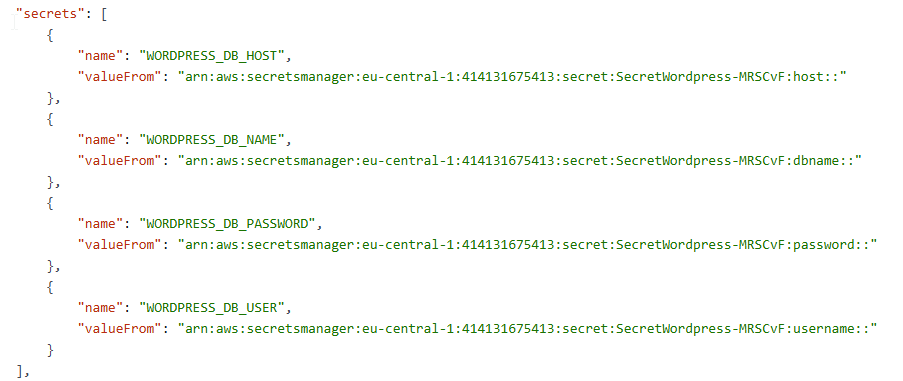 "secrets": [
{
"name": "WORDPRESS_DB_HOST",
"valueFrom": "arn:aws:secretsmanager:eu-central-1:414131675413:secret:SecretWordpress-MRSCvF:host::"
},
{
"name": "WORDPRESS_DB_NAME",
"valueFrom": "arn:aws:secretsmanager:eu-central-1:414131675413:secret:SecretWordpress-MRSCvF:dbname::"
},
{
"name": "WORDPRESS_DB_PASSWORD",
"valueFrom": "arn:aws:secretsmanager:eu-central-1:414131675413:secret:SecretWordpress-MRSCvF:password::"
},
{
"name": "WORDPRESS_DB_USER",
"valueFrom": "arn:aws:secretsmanager:eu-central-1:414131675413:secret:SecretWordpress-MRSCvF:username::"
}
],